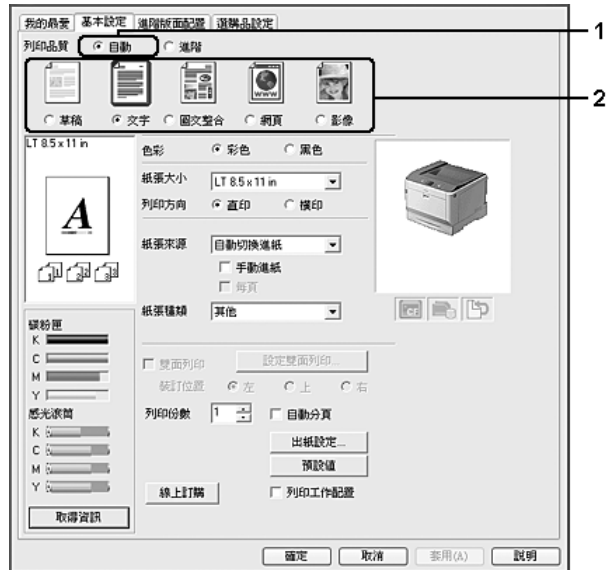 我的最愛 基本設定 進階版面配置 選購品設定
1
列印品質 自動 進階
WWW
2
草稿 文字 圖文整合 網頁 影像
LT 8.5 x 11 in
色彩 彩色 黑色
紙張大小 LT 8.5 x 11 in
列印方向 直印 橫印
A
1 1 2 2 3 3
紙張來源 自動切換進紙
手動進紙
每頁
紙張種類 其他
碳粉匣
K
C
M
Y
雙面列印 設定雙面列印...
裝訂位置 左 上 右
感光滾筒
K
C
M
Y
列印份數 1 自動分頁
出紙設定...
預設值
線上訂購 列印工作配置
取得資訊
確定 取消 套用(A) 說明